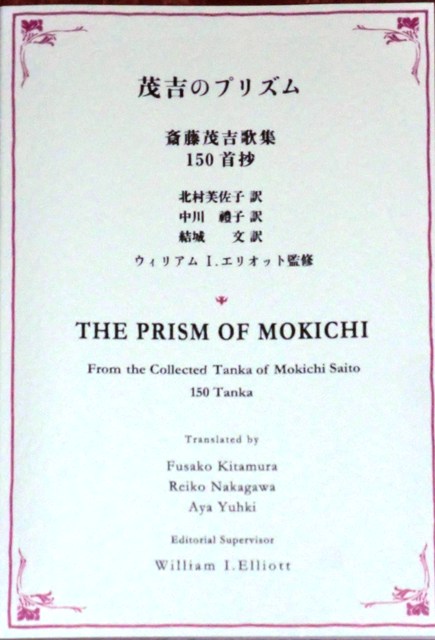 茂吉のプリズム
斎藤茂吉歌集
150首抄
北村芙佐子 訳
中川 禮子 訳
結城 文 訳
ウィリアム I.エリオット監修
THE PRISM OF MOKICHI
From the Collected Tanka of Mokichi Saito
150 Tanka
Translated by
Fusako Kitamura
Reiko Nakagawa
Aya Yuhki
Editorial Supervisor
William I.Elliott